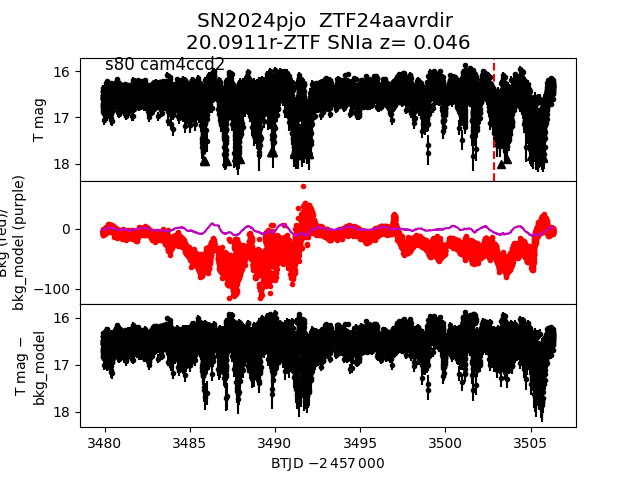 SN2024pjo  ZTF24aavrdir
20.0911r-ZTF SNIa z= 0.046
s80 cam4ccd2
16
17
18
T mag
0
−100
Bkg (red)/
bkg_model (purple)
16
17
18
T mag −
bkg_model
3480 3485 3490 3495 3500 3505
BTJD −2 457 000